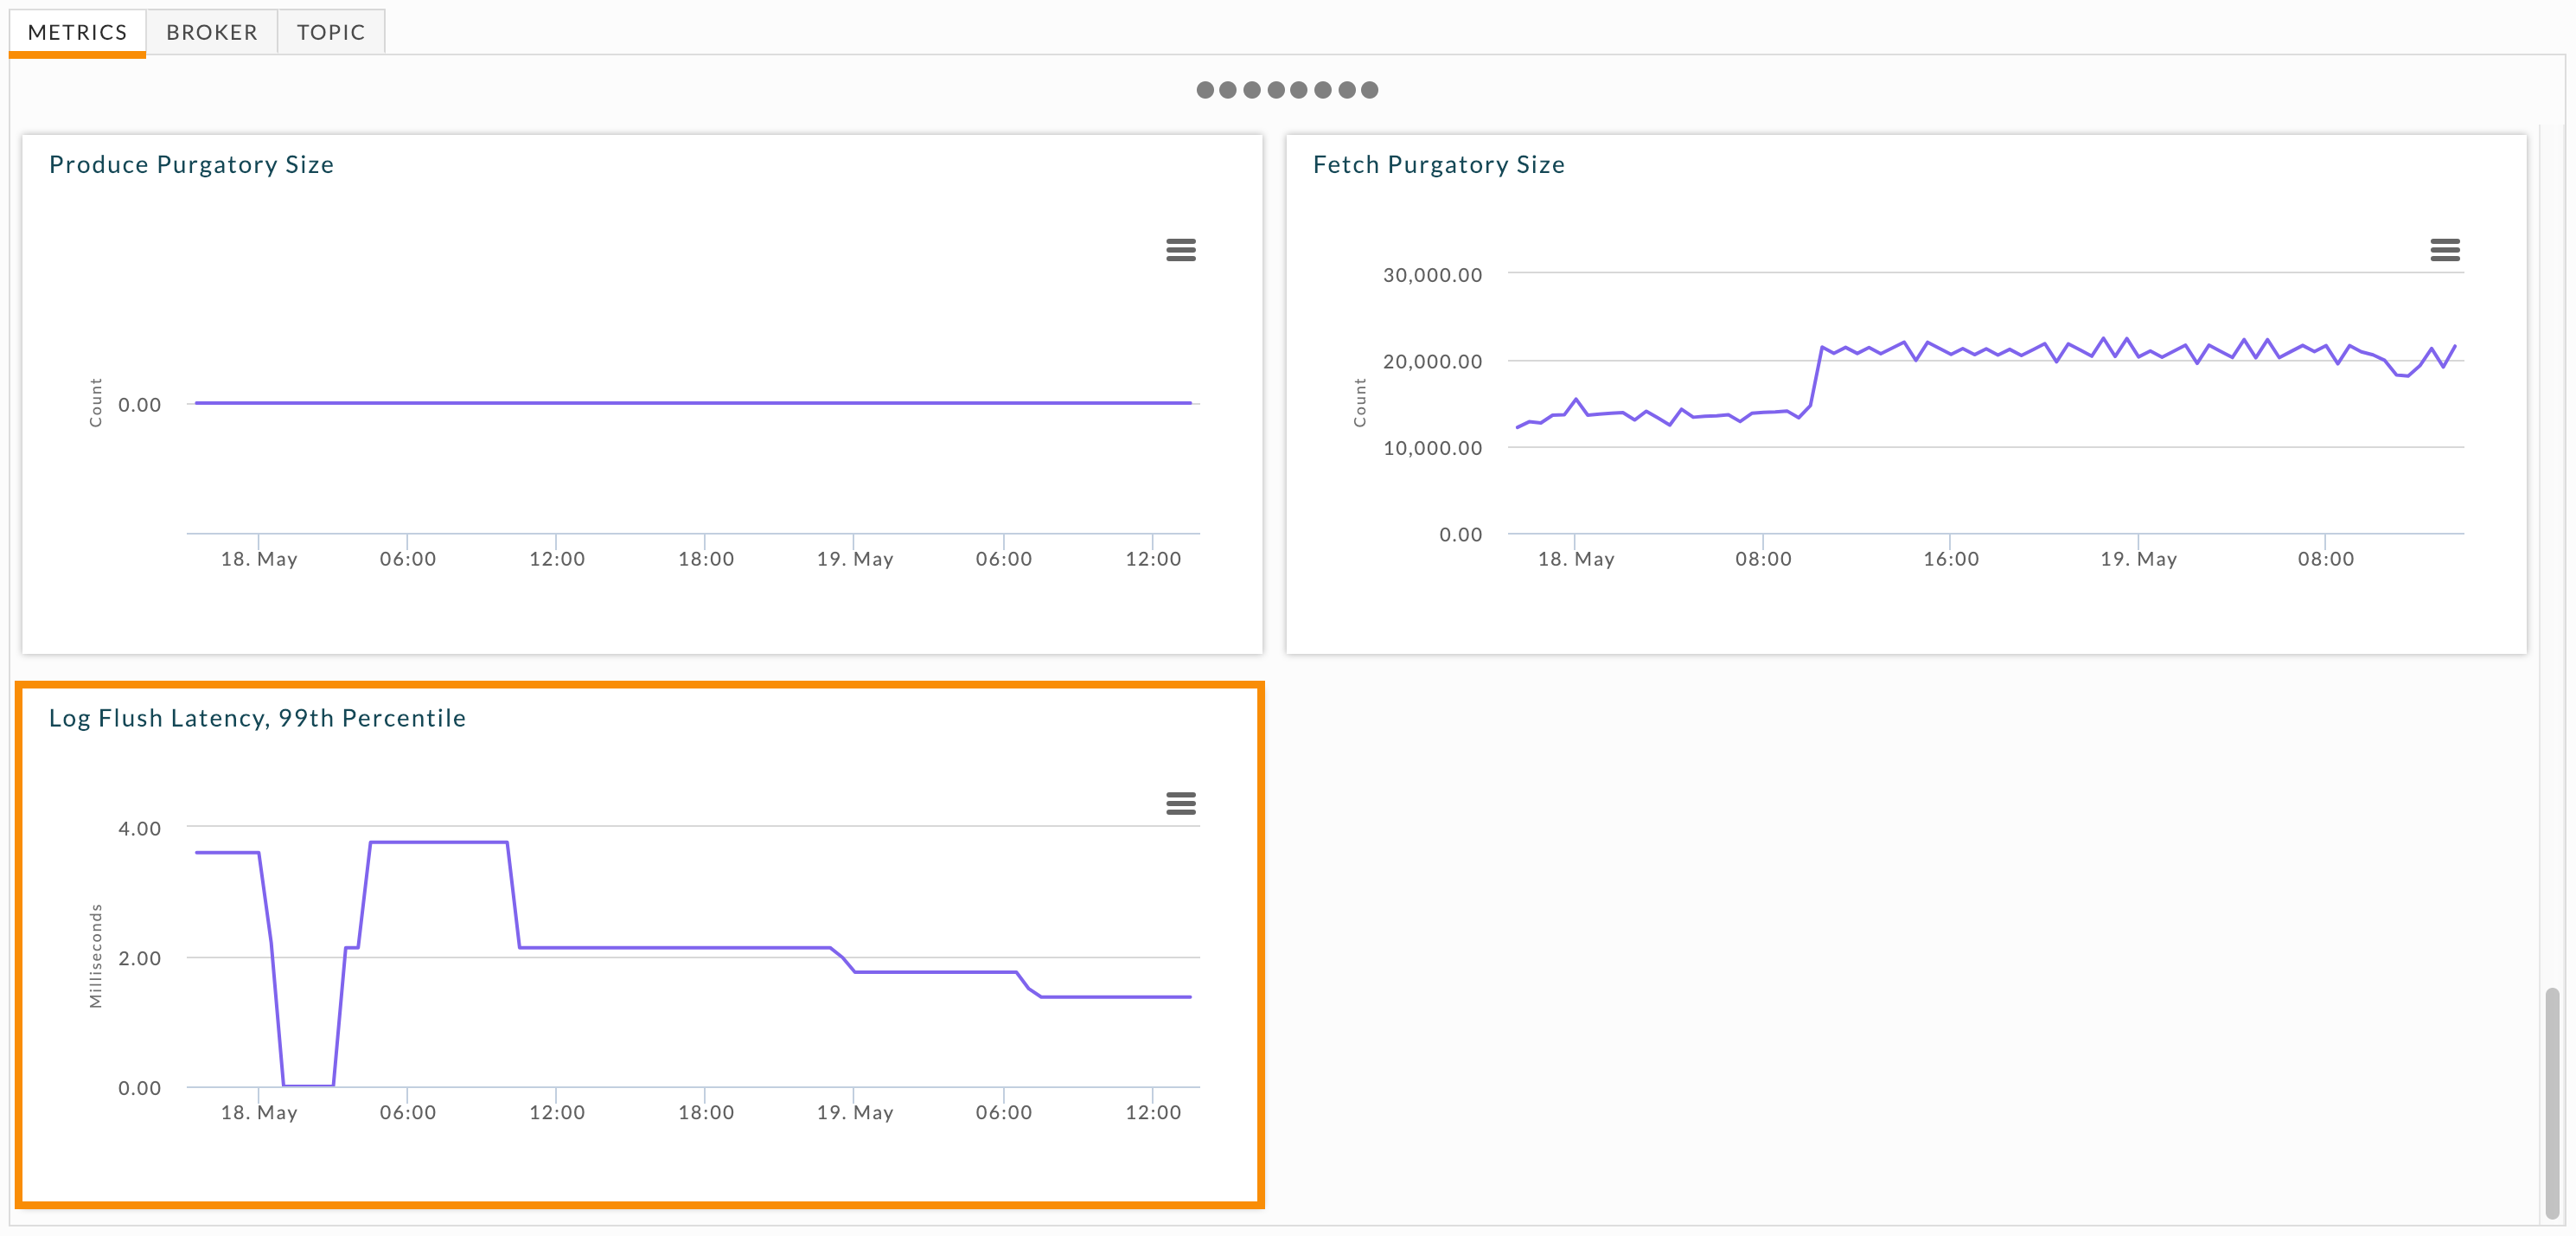 METRICS BROKER TOPIC
Produce Purgatory Size
Count
0.00
18. May 06:00 12:00 18:00 19. May 06:00 12:00
Fetch Purgatory Size
Count
30,000.00
20,000.00
10,000.00
0.00
18. May 08:00 16:00 19. May 08:00
Log Flush Latency, 99th Percentile
Milliseconds
4.00
2.00
0.00
18. May 06:00 12:00 18:00 19. May 06:00 12:00